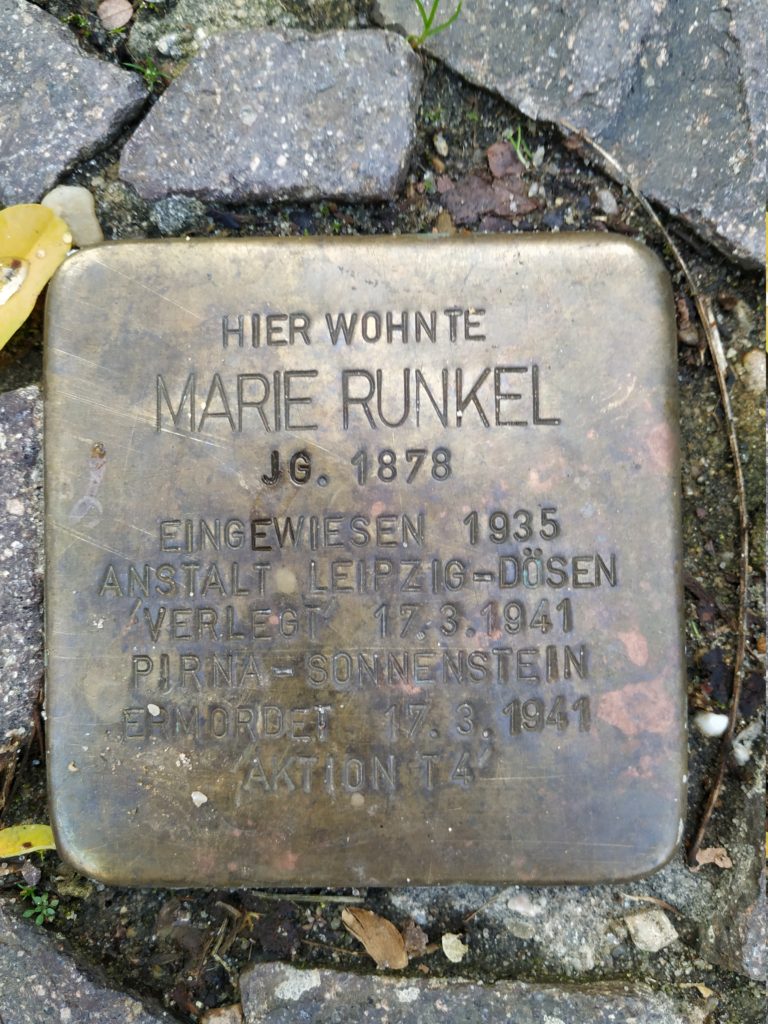 HIER WOHNTE
MARIE RUNKEL
JG. 1878
EINGEWIESEN 1935
ANSTALT LEIPZIG-DÖSEN
'VERLEGT' 17.3.1941
PIRNA-SONNENSTEIN
ERMORDET 17.3.1941
'AKTION T4'